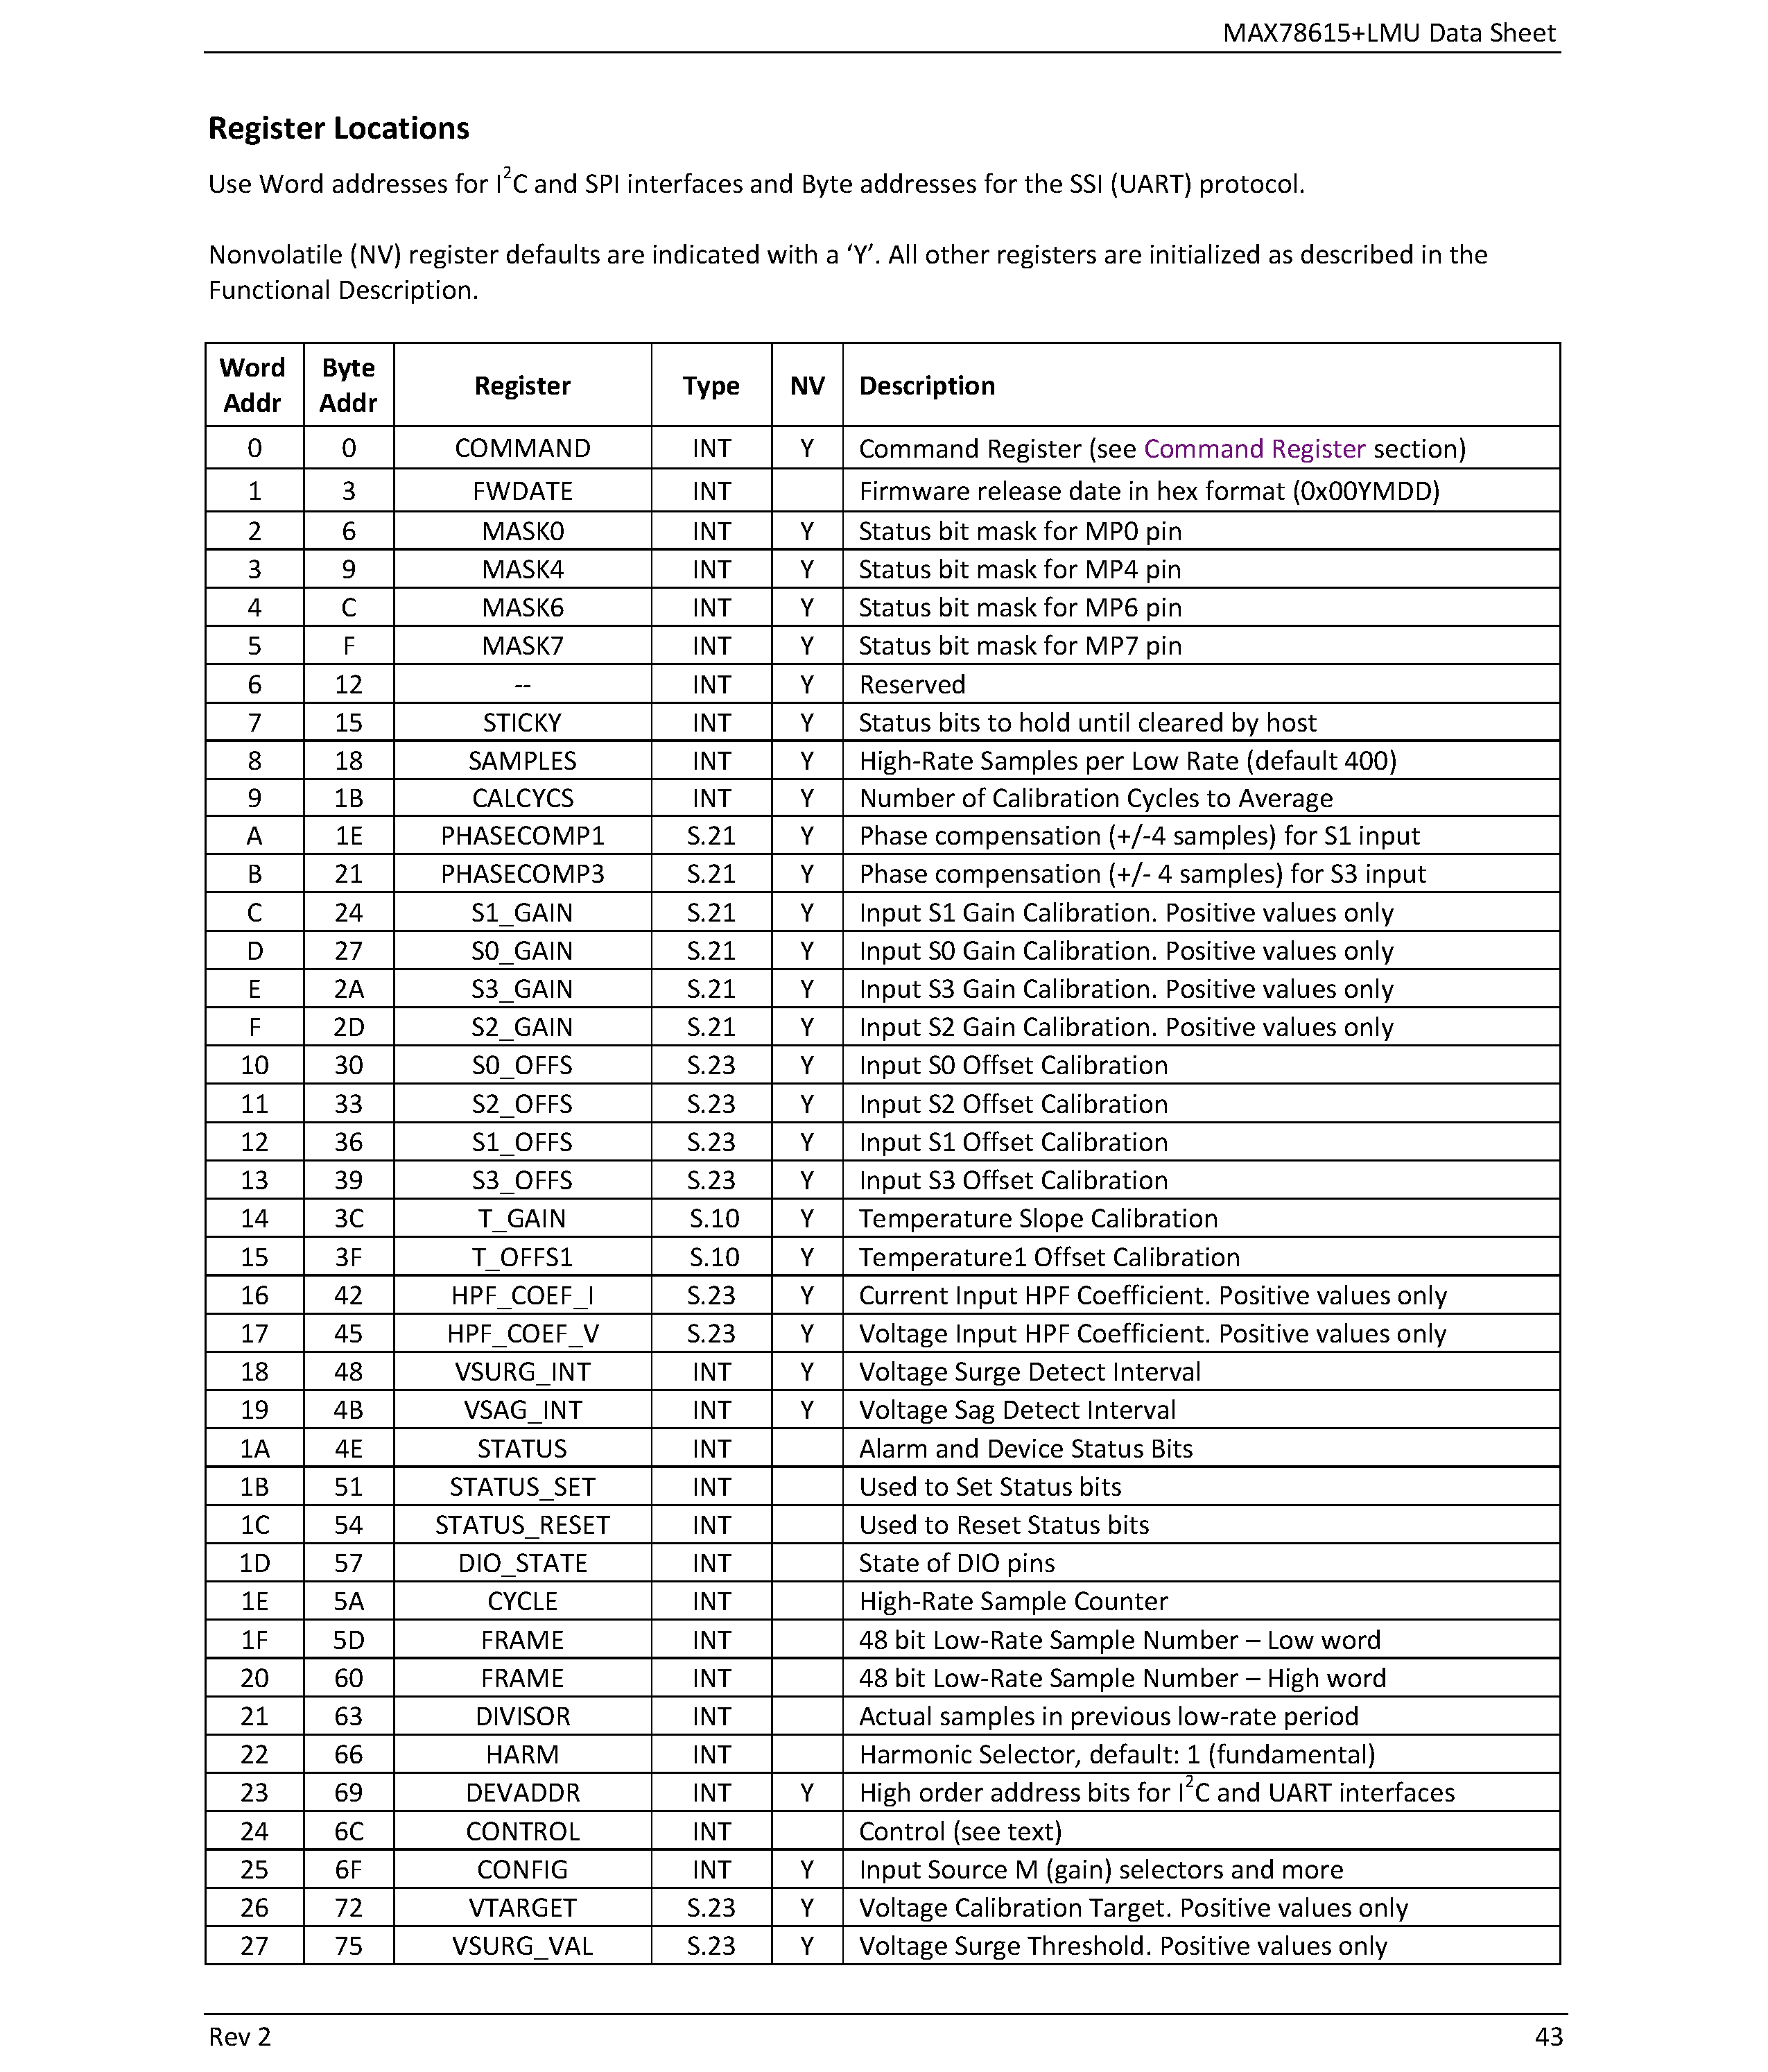 MAX78615+LMU Data Sheet
Register Locations
Use Word addresses for I²C and SPI interfaces and Byte addresses for the SSI (UART) protocol.
Nonvolatile (NV) register defaults are indicated with a ‘Y’. All other registers are initialized as described in the
Functional Description.
Word Addr Byte Addr Register Type NV Description
0 0 COMMAND INT Y Command Register (see Command Register section)
1 3 FWDATE INT Firmware release date in hex format (0x00YMDD)
2 6 MASK0 INT Y Status bit mask for MP0 pin
3 9 MASK4 INT Y Status bit mask for MP4 pin
4 C MASK6 INT Y Status bit mask for MP6 pin
5 F MASK7 INT Y Status bit mask for MP7 pin
6 12 -- INT Y Reserved
7 15 STICKY INT Y Status bits to hold until cleared by host
8 18 SAMPLES INT Y High-Rate Samples per Low Rate (default 400)
9 1B CALCYCS INT Y Number of Calibration Cycles to Average
A 1E PHASECOMP1 S.21 Y Phase compensation (+/-4 samples) for S1 input
B 21 PHASECOMP3 S.21 Y Phase compensation (+/- 4 samples) for S3 input
C 24 S1_GAIN S.21 Y Input S1 Gain Calibration. Positive values only
D 27 S0_GAIN S.21 Y Input S0 Gain Calibration. Positive values only
E 2A S3_GAIN S.21 Y Input S3 Gain Calibration. Positive values only
F 2D S2_GAIN S.21 Y Input S2 Gain Calibration. Positive values only
10 30 S0_OFFS S.23 Y Input S0 Offset Calibration
11 33 S2_OFFS S.23 Y Input S2 Offset Calibration
12 36 S1_OFFS S.23 Y Input S1 Offset Calibration
13 39 S3_OFFS S.23 Y Input S3 Offset Calibration
14 3C T_GAIN S.10 Y Temperature Slope Calibration
15 3F T_OFFS1 S.10 Y Temperature1 Offset Calibration
16 42 HPF_COEF_I S.23 Y Current Input HPF Coefficient. Positive values only
17 45 HPF_COEF_V S.23 Y Voltage Input HPF Coefficient. Positive values only
18 48 VSURG_INT INT Y Voltage Surge Detect Interval
19 4B VSAG_INT INT Y Voltage Sag Detect Interval
1A 4E STATUS INT Alarm and Device Status Bits
1B 51 STATUS_SET INT Used to Set Status bits
1C 54 STATUS_RESET INT Used to Reset Status bits
1D 57 DIO_STATE INT State of DIO pins
1E 5A CYCLE INT High-Rate Sample Counter
1F 5D FRAME INT 48 bit Low-Rate Sample Number – Low word
20 60 FRAME INT 48 bit Low-Rate Sample Number – High word
21 63 DIVISOR INT Actual samples in previous low-rate period
22 66 HARM INT Harmonic Selector, default: 1 (fundamental)
23 69 DEVADDR INT Y High order address bits for I²C and UART interfaces
24 6C CONTROL INT Control (see text)
25 6F CONFIG INT Y Input Source M (gain) selectors and more
26 72 VTARGET S.23 Y Voltage Calibration Target. Positive values only
27 75 VSURG_VAL S.23 Y Voltage Surge Threshold. Positive values only
Rev 2 43